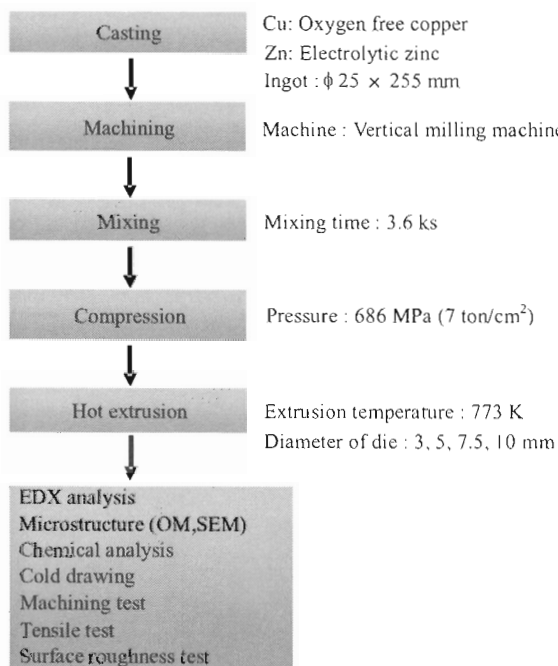 Casting
Cu: Oxygen free copper
Zn: Electrolytic zinc
Ingot : ϕ 25 × 255 mm
Machining
Machine : Vertical milling machine
Mixing
Mixing time : 3.6 ks
Compression
Pressure : 686 MPa (7 ton/cm²)
Hot extrusion
Extrusion temperature : 773 K
Diameter of die : 3, 5, 7.5, 10 mm
EDX analysis
Microstructure (OM,SEM)
Chemical analysis
Cold drawing
Machining test
Tensile test
Surface roughness test